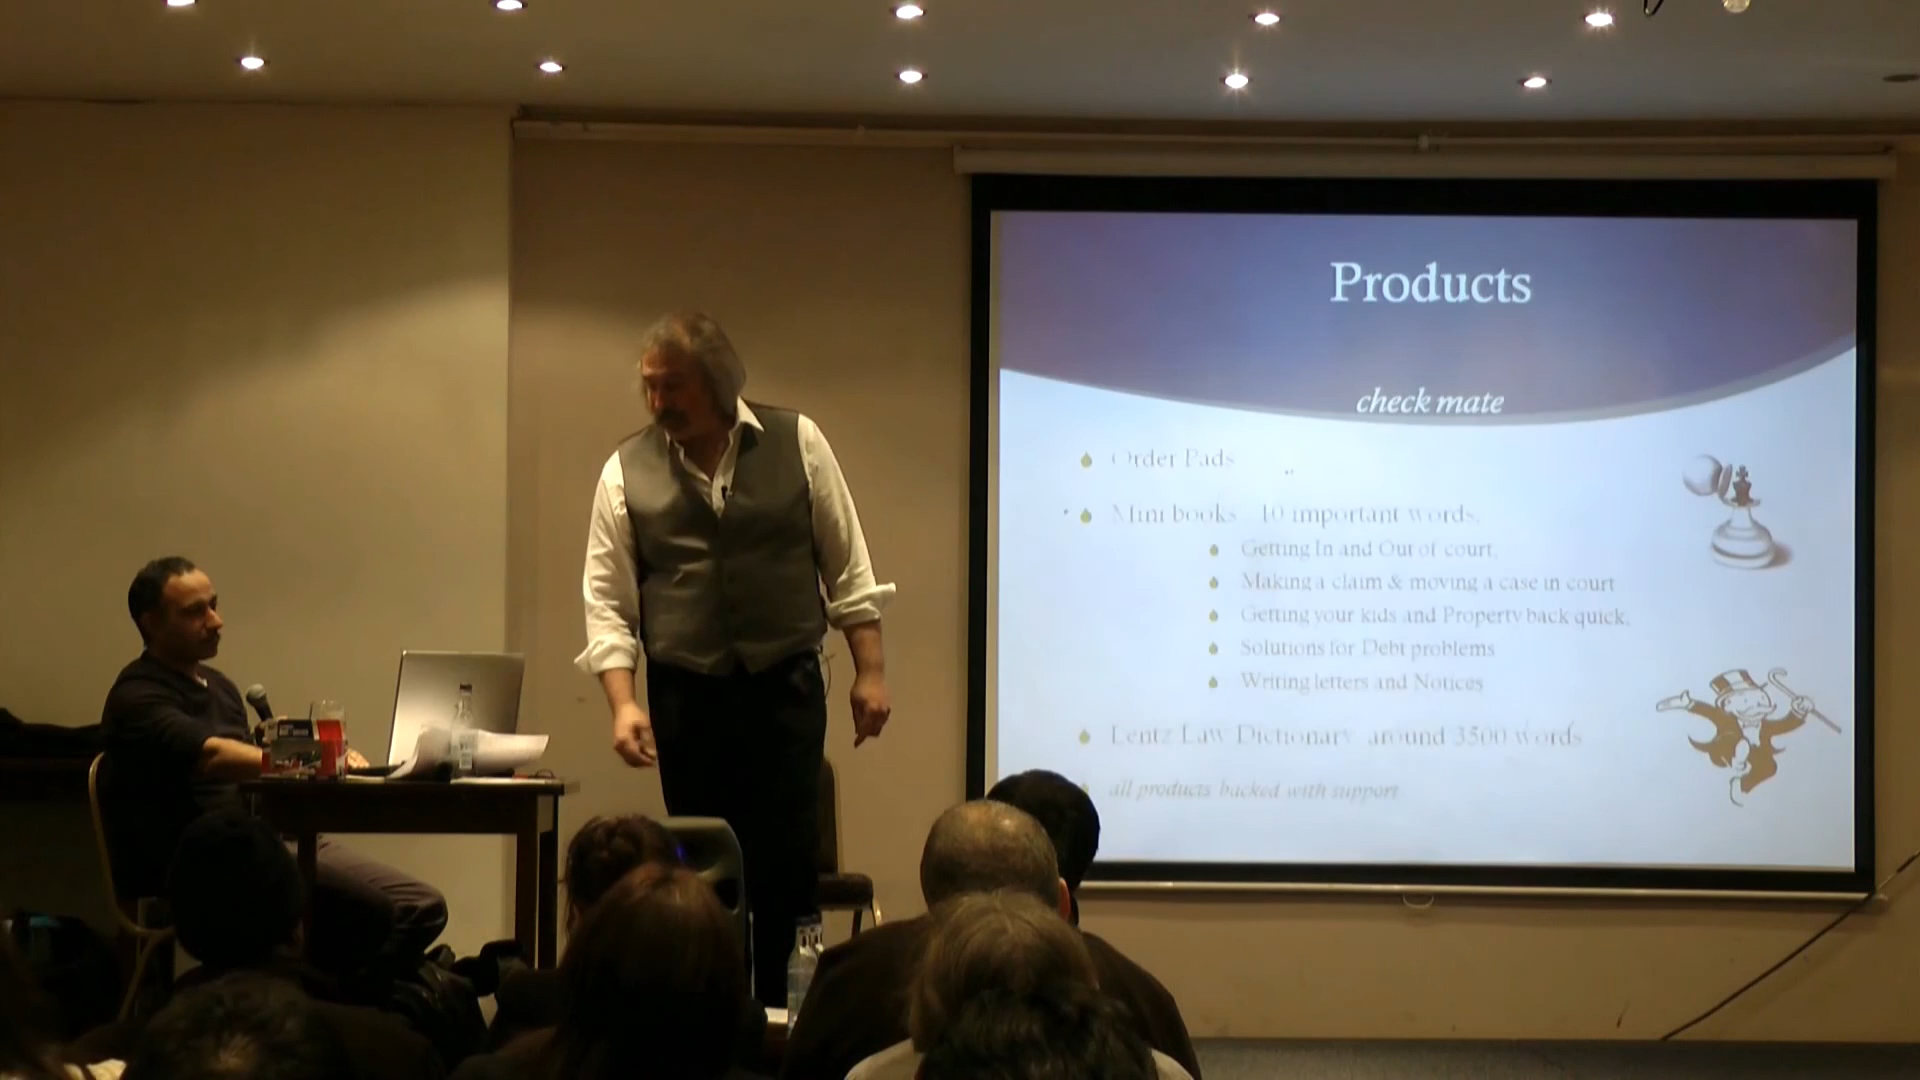 Products
check mate
Order Pads
Mini books 10 important words,
Getting In and Out of court,
Making a claim & moving a case in court
Getting your kids and Property back quick,
Solutions for Debt problems
Writing letters and Notices
Lentz Law Dictionary around 3500 words
all products backed with support